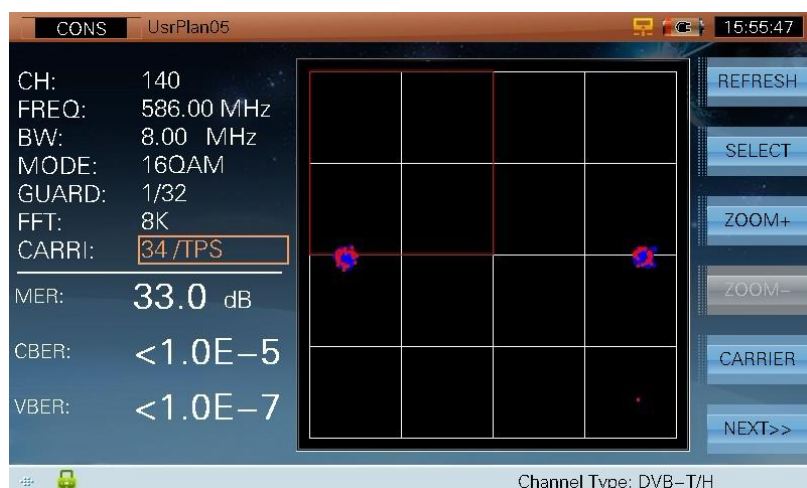 CONS UsrPlan05 15:55:47
CH: 140
FREQ: 586.00 MHz
BW: 8.00 MHz
MODE: 16QAM
GUARD: 1/32
FFT: 8K
CARRI: 34 /TPS
MER: 33.0 dB
CBER: <1.0E–5
VBER: <1.0E–7
REFRESH
SELECT
ZOOM+
ZOOM–
CARRIER
NEXT>>
Channel Type: DVB–T/H